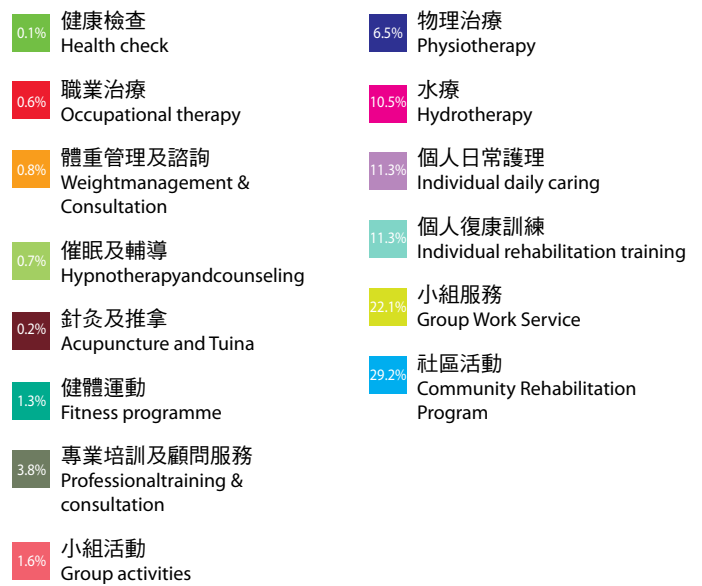 0.1%
健康檢查
Health check
0.6%
職業治療
Occupational therapy
0.8%
體重管理及諮詢
Weightmanagement &
Consultation
0.7%
催眠及輔導
Hypnotherapyandcounseling
0.2%
針灸及推拿
Acupuncture and Tuina
1.3%
健體運動
Fitness programme
3.8%
專業培訓及顧問服務
Professionaltraining &
consultation
1.6%
小組活動
Group activities
6.5%
物理治療
Physiotherapy
10.5%
水療
Hydrotherapy
11.3%
個人日常護理
Individual daily caring
11.3%
個人復康訓練
Individual rehabilitation training
22.1%
小組服務
Group Work Service
29.2%
社區活動
Community Rehabilitation
Program